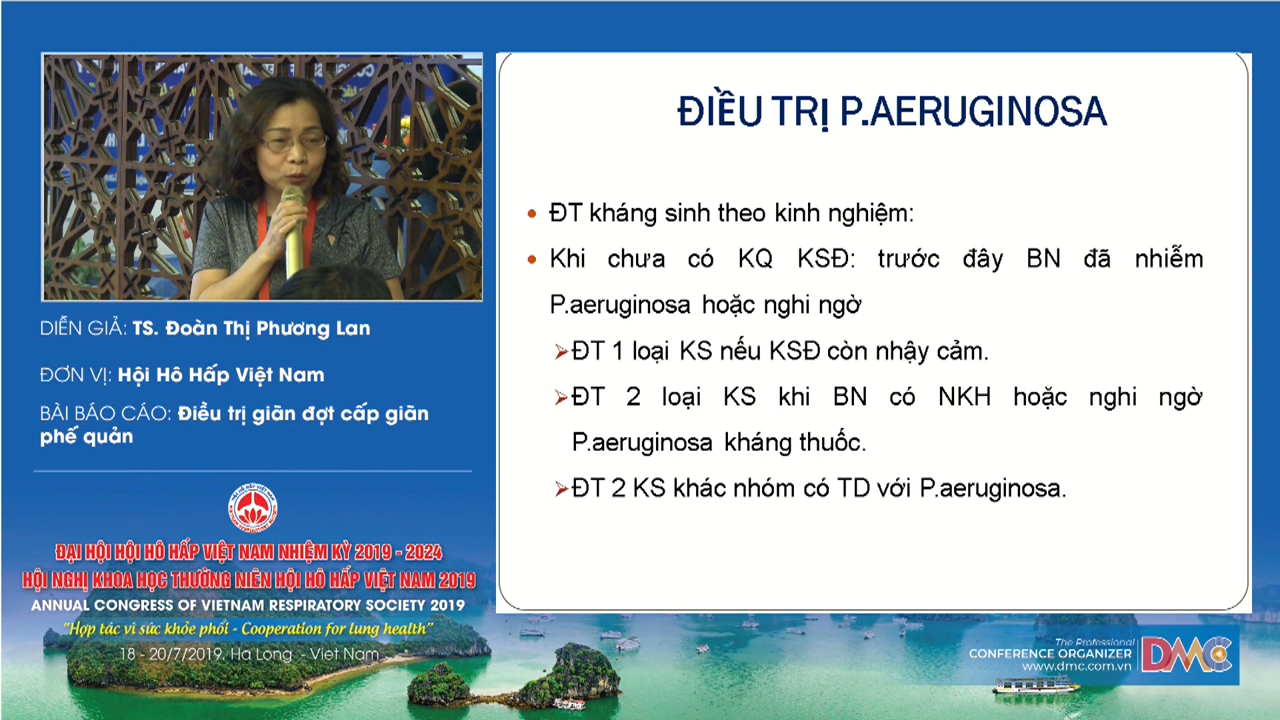 ĐIỀU TRỊ P.AERUGINOSA
ĐT kháng sinh theo kinh nghiệm:
Khi chưa có KQ KSĐ: trước đây BN đã nhiễm
P.aeruginosa hoặc nghi ngờ
ĐT 1 loại KS nếu KSĐ còn nhậy cảm.
ĐT 2 loại KS khi BN có NKH hoặc nghi ngờ
P.aeruginosa kháng thuốc.
ĐT 2 KS khác nhóm có TD với P.aeruginosa.
DIỄN GIẢ: TS. Đoàn Thị Phương Lan
ĐƠN VỊ: Hội Hô Hấp Việt Nam
BÀI BÁO CÁO: Điều trị giãn đợt cấp giãn
phế quản
ĐẠI HỘI HỘI HÔ HẤP VIỆT NAM NHIỆM KỲ 2019 - 2024
HỘI NGHỊ KHOA HỌC THƯỜNG NIÊN HỘI HÔ HẤP VIỆT NAM 2019
ANNUAL CONGRESS OF VIETNAM RESPIRATORY SOCIETY 2019
"Hợp tác vì sức khỏe phổi - Cooperation for lung health"
18 - 20/7/2019. Ha Long - Viet Nam
The Professional
CONFERENCE ORGANIZER
www.dmc.com.vn
DMC